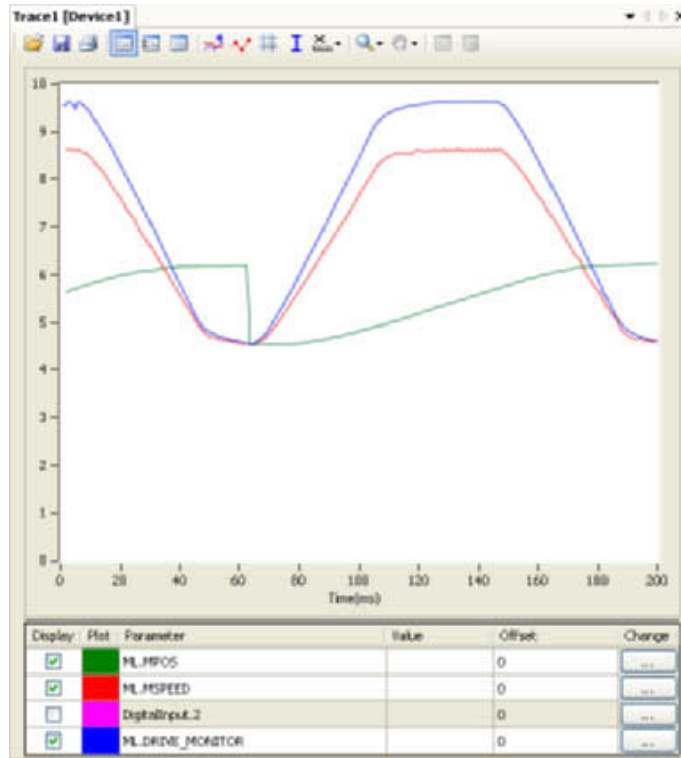 Trace1 [Device1]
10
9
8
7
6
5
4
3
2
1
0
0 20 40 60 80 100 120 140 160 180 200
Time(ms)
Display Plot Parameter Value Offset Change
ML.MPOS 0 ...
ML.MSPEED 0 ...
DigitalInput.2 0 ...
ML.DRIVE_MONITOR 0 ...